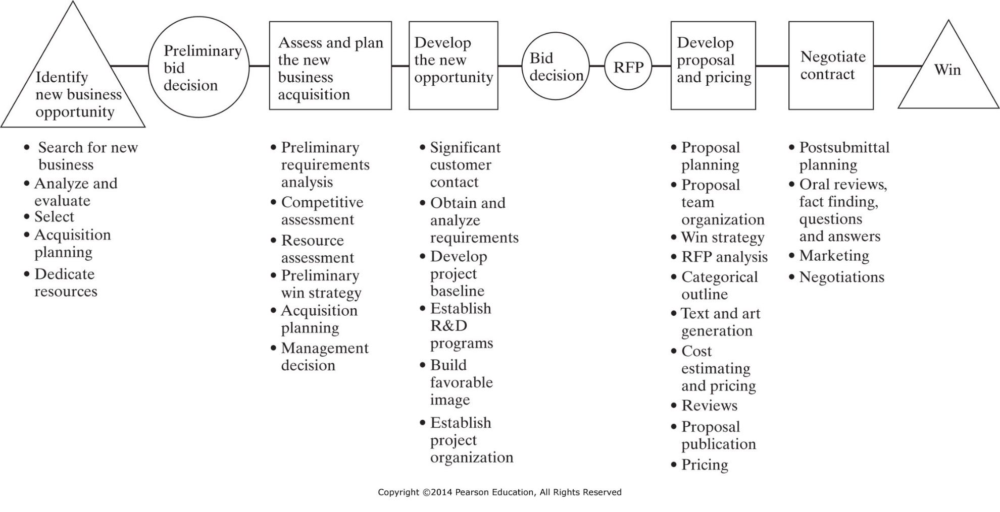 Identify
new business
opportunity
Preliminary
bid
decision
Assess and plan
the new
business
acquisition
Develop
the new
opportunity
Bid
decision
RFP
Develop
proposal
and pricing
Negotiate
contract
Win
• Search for new
business
• Analyze and
evaluate
• Select
• Acquisition
planning
• Dedicate
resources
• Preliminary
requirements
analysis
• Competitive
assessment
• Resource
assessment
• Preliminary
win strategy
• Acquisition
planning
• Management
decision
• Significant
customer
contact
• Obtain and
analyze
requirements
• Develop
project
baseline
• Establish
R&D
programs
• Build
favorable
image
• Establish
project
organization
• Proposal
planning
• Proposal
team
organization
• Win strategy
• RFP analysis
• Categorical
outline
• Text and art
generation
• Cost
estimating
and pricing
• Reviews
• Proposal
publication
• Pricing
• Postsubmittal
planning
• Oral reviews,
fact finding,
questions
and answers
• Marketing
• Negotiations
Copyright ©2014 Pearson Education, All Rights Reserved